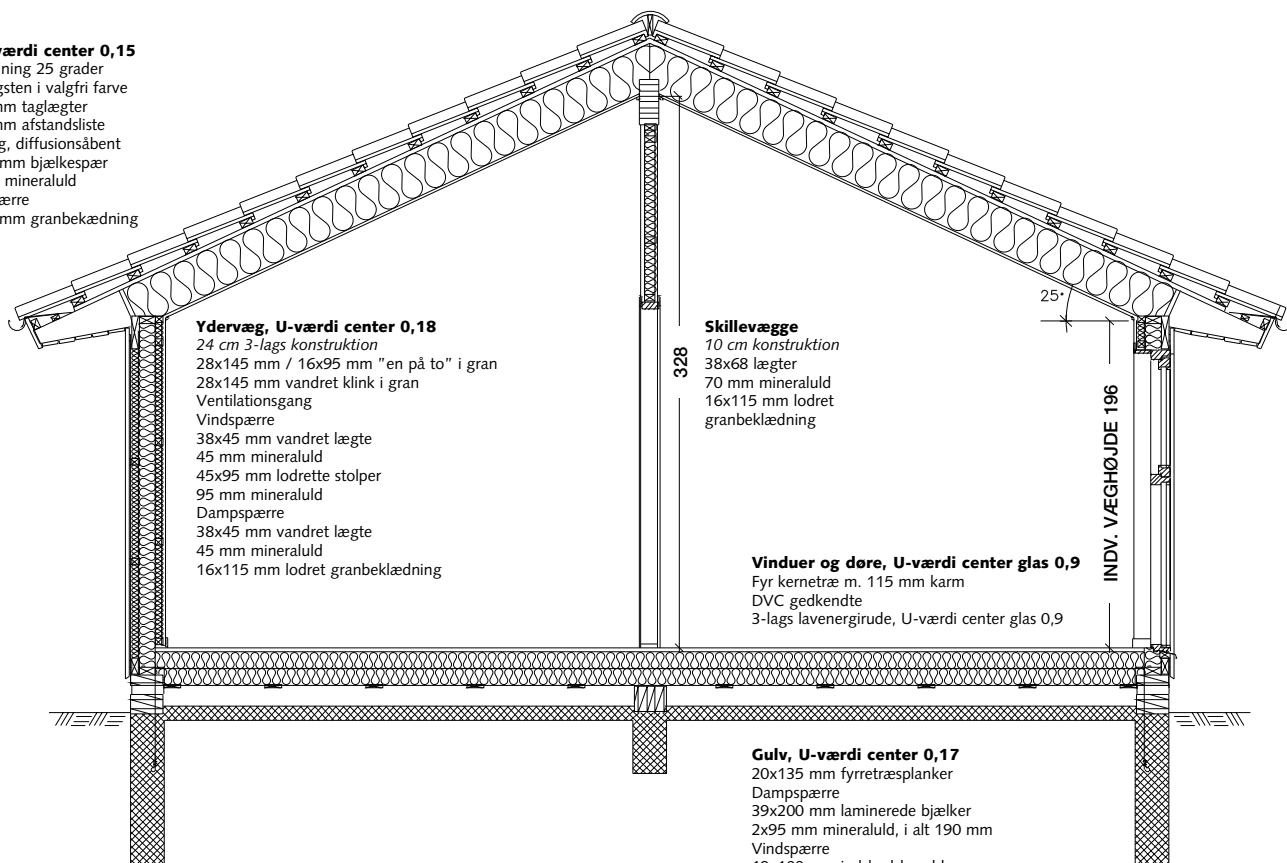 værdi center 0,15
ning 25 grader
gsten i valgfri farve
mm taglægter
mm afstandsliste
g, diffusionsåbent
mm bjælkespær
mineraluld
ærre
mm granbekædning
Ydervæg, U-værdi center 0,18
24 cm 3-lags konstruktion
28x145 mm / 16x95 mm ”en på to” i gran
28x145 mm vandret klink i gran
Ventilationsgang
Vindspærre
38x45 mm vandret lægte
45 mm mineraluld
45x95 mm lodrette stolper
95 mm mineraluld
Dampspærre
38x45 mm vandret lægte
45 mm mineraluld
16x115 mm lodret granbeklædning
328
Skillevægge
10 cm konstruktion
38x68 lægter
70 mm mineraluld
16x115 mm lodret
granbeklædning
25°
INDV. VÆGHØJDE 196
Vinduer og døre, U-værdi center glas 0,9
Fyr kernetræ m. 115 mm karm
DVC gedkendte
3-lags lavenergirude, U-værdi center glas 0,9
Gulv, U-værdi center 0,17
20x135 mm fyrretræsplanker
Dampspærre
39x200 mm laminerede bjælker
2x95 mm mineraluld, i alt 190 mm
Vindspærre